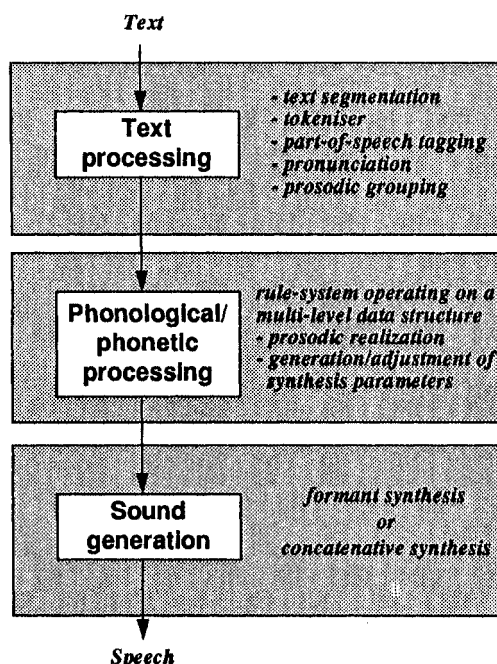 Text
Text
processing
- text segmentation
- tokeniser
- part-of-speech tagging
- pronunciation
- prosodic grouping
Phonological/
phonetic
processing
rule-system operating on a
multi-level data structure
- prosodic realization
- generation/adjustment of
synthesis parameters
Sound
generation
formant synthesis
or
concatenative synthesis
Speech